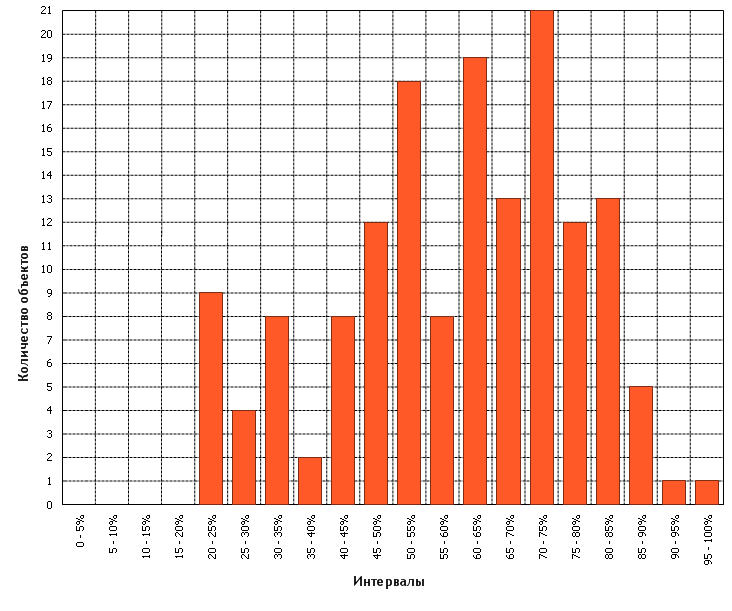 21
20
19
18
17
16
15
14
13
12
11
10
9
8
7
6
5
4
3
2
1
0
Количество объектов
0 - 5%
5 - 10%
10 - 15%
15 - 20%
20 - 25%
25 - 30%
30 - 35%
35 - 40%
40 - 45%
45 - 50%
50 - 55%
55 - 60%
60 - 65%
65 - 70%
70 - 75%
75 - 80%
80 - 85%
85 - 90%
90 - 95%
95 - 100%
Интервалы